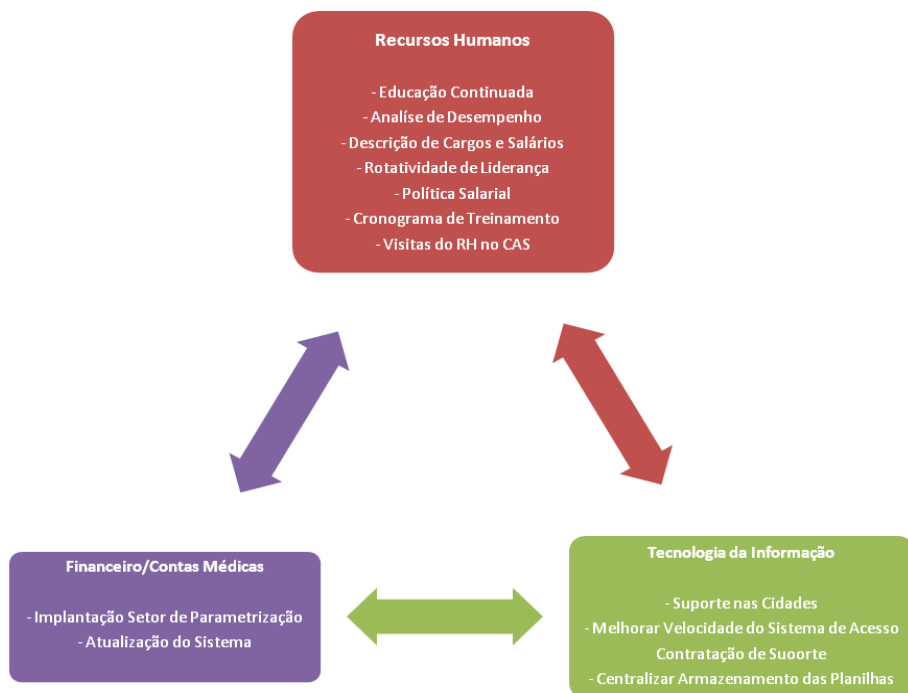 Recursos Humanos
- Educação Continuada
- Analíse de Desempenho
- Descrição de Cargos e Salários
- Rotatividade de Liderança
- Política Salarial
- Cronograma de Treinamento
- Visitas do RH no CAS
Financeiro/Contas Médicas
- Implantação Setor de Parametrização
- Atualização do Sistema
Tecnologia da Informação
- Suporte nas Cidades
- Melhorar Velocidade do Sistema de Acesso
Contratação de Suoorte
- Centralizar Armazenamento das Planilhas